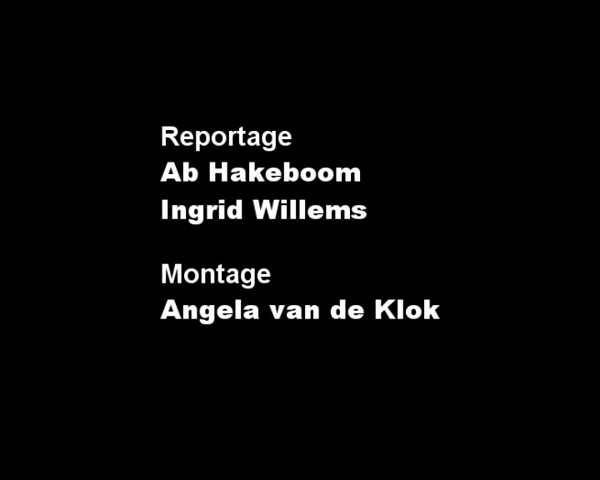 Reportage
Ab Hakeboom
Ingrid Willems
Montage
Angela van de Klok